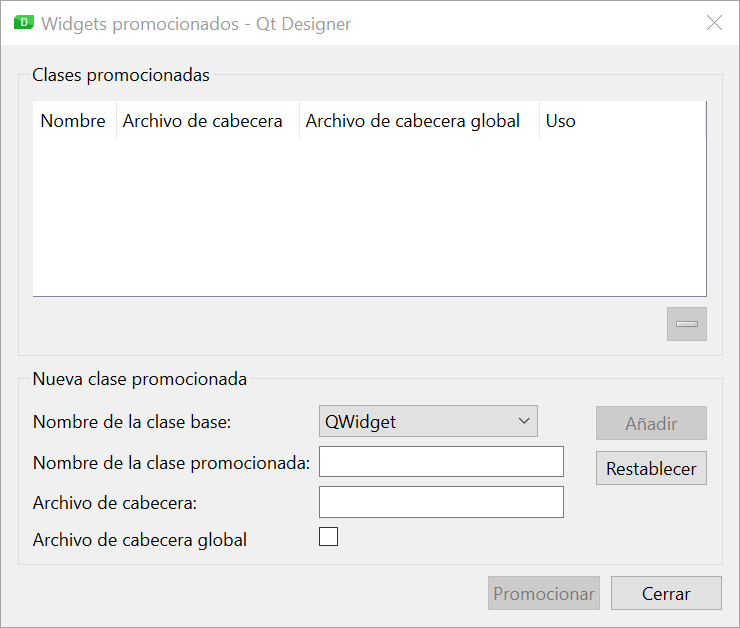 Widgets promocionados - Qt Designer
Clases promocionadas
Nombre Archivo de cabecera Archivo de cabecera global Uso
Nueva clase promocionada
Nombre de la clase base: QWidget Añadir
Nombre de la clase promocionada: Restablecer
Archivo de cabecera:
Archivo de cabecera global
Promocionar Cerrar